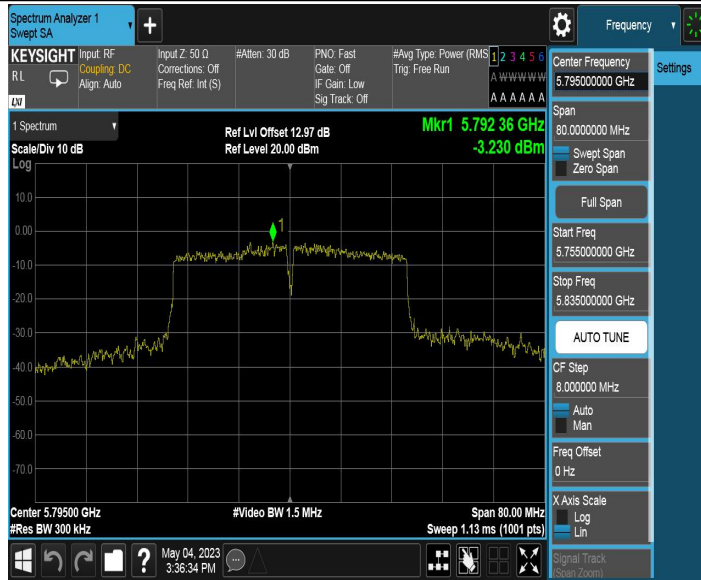 Spectrum Analyzer 1
Swept SA
Frequency
KEYSIGHT
RL
LXI
Input: RF
Coupling: DC
Align: Auto
Input Z: 50 Ω
Corrections: Off
Freq Ref: Int (S)
#Atten: 30 dB
PNO: Fast
Gate: Off
IF Gain: Low
Sig Track: Off
#Avg Type: Power (RMS
Trig: Free Run
1 2 3 4 5 6
A W W W W W
A A A A A A
Center Frequency
5.795000000 GHz
Settings
Span
80.0000000 MHz
Swept Span
Zero Span
Full Span
Start Freq
5.755000000 GHz
Stop Freq
5.835000000 GHz
AUTO TUNE
CF Step
8.000000 MHz
Auto
Man
Freq Offset
0 Hz
X Axis Scale
Log
Lin
Signal Track
(Span Zoom)
1 Spectrum
Scale/Div 10 dB
Log
Ref Lvl Offset 12.97 dB
Ref Level 20.00 dBm
Mkr1 5.792 36 GHz
-3.230 dBm
1
10.0
0.00
-10.0
-20.0
-30.0
-40.0
-50.0
-60.0
-70.0
Center 5.79500 GHz
#Res BW 300 kHz
#Video BW 1.5 MHz
Span 80.00 MHz
Sweep 1.13 ms (1001 pts)
May 04, 2023
3:36:34 PM